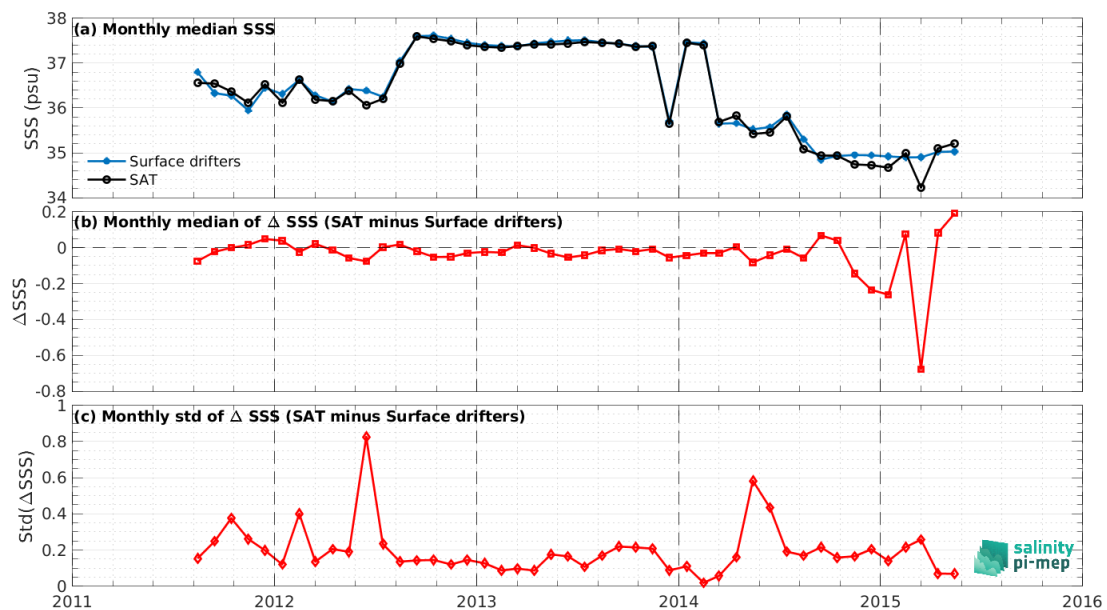 (a) Monthly median SSS
38
37
36
35
34
SSS (psu)
Surface drifters
SAT
(b) Monthly median of Δ SSS (SAT minus Surface drifters)
0.2
0
-0.2
-0.4
-0.6
-0.8
ΔSSS
(c) Monthly std of Δ SSS (SAT minus Surface drifters)
1
0.8
0.6
0.4
0.2
0
Std(ΔSSS)
2011 2012 2013 2014 2015 2016
salinity
pi-mep